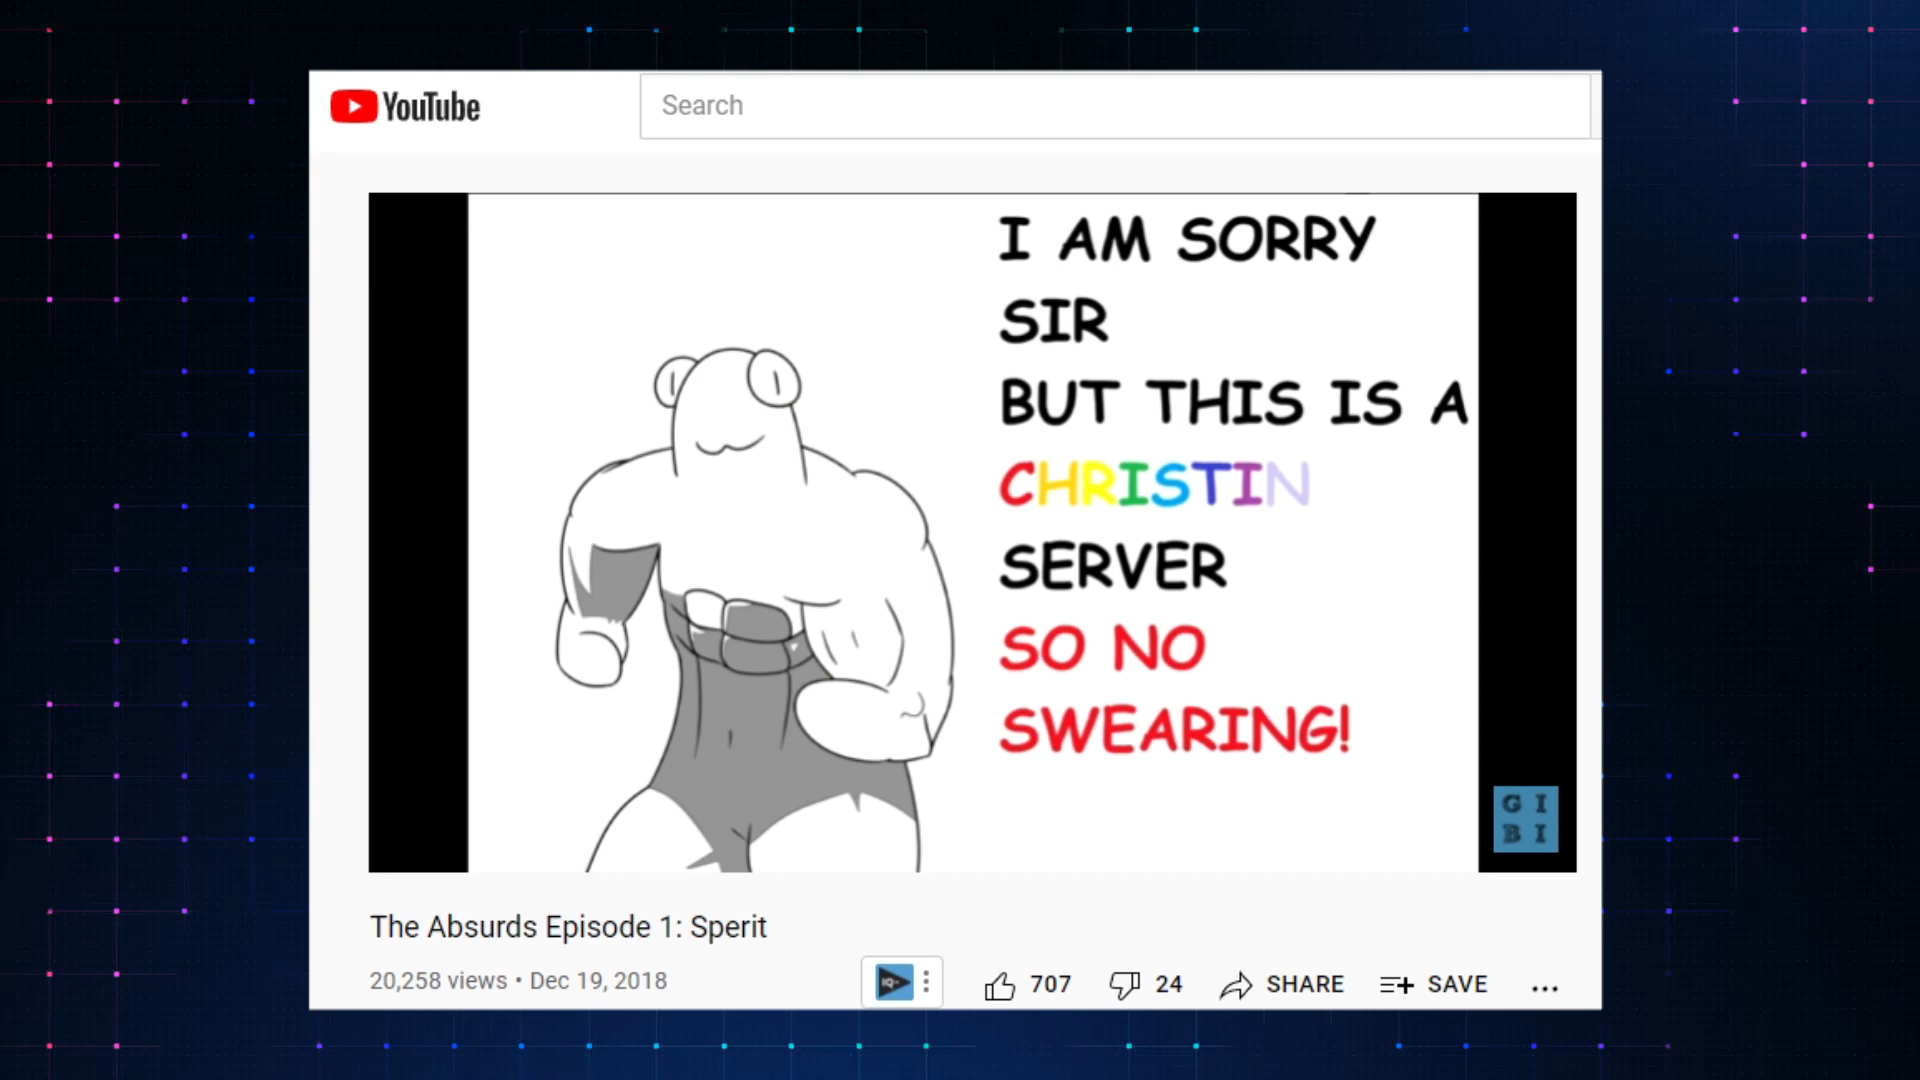 YouTube
Search
I AM SORRY
SIR
BUT THIS IS A
CHRISTIN
SERVER
SO NO
SWEARING!
G I
B I
The Absurds Episode 1: Sperit
20,258 views • Dec 19, 2018
IQ
707
24
SHARE
SAVE
...